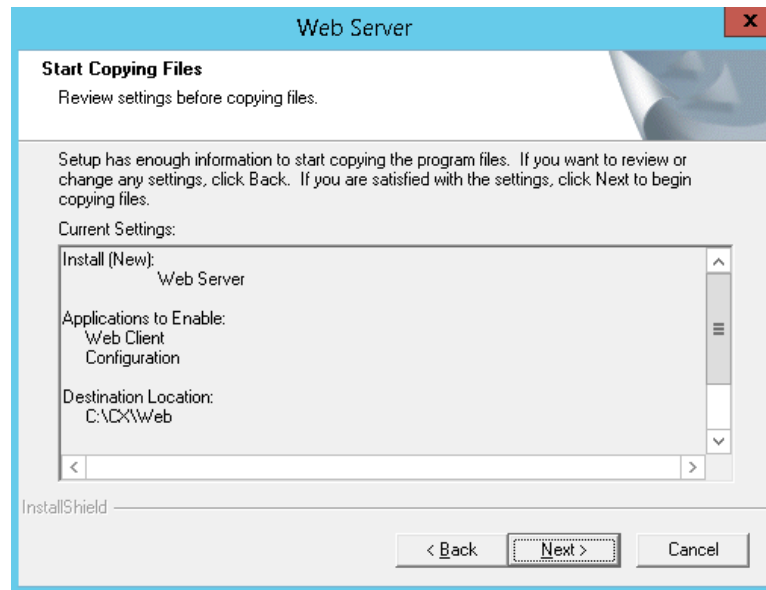 Web Server
x
Start Copying Files
Review settings before copying files.
Setup has enough information to start copying the program files. If you want to review or
change any settings, click Back. If you are satisfied with the settings, click Next to begin
copying files.
Current Settings:
Install (New):
Web Server
Applications to Enable:
Web Client
Configuration
Destination Location:
C:\CX\Web
InstallShield
< Back Next > Cancel